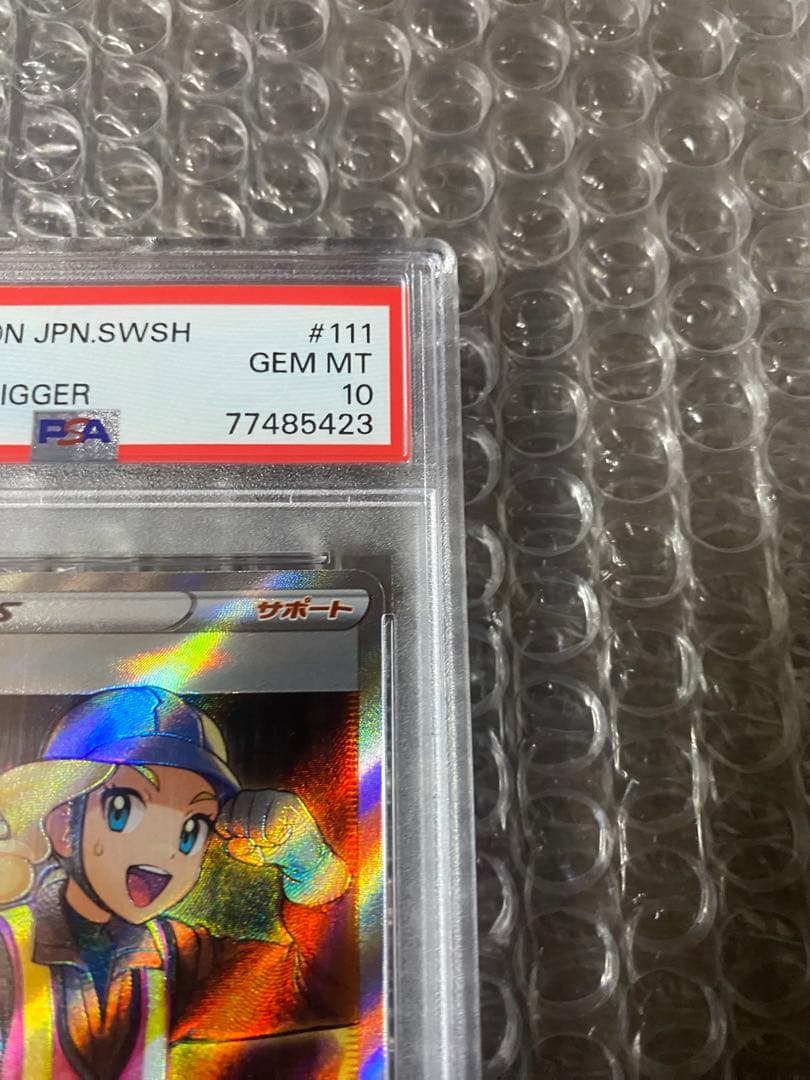 ON JPN.SWSH #111
GEM MT
IGGER 10
PSA 77485423
S サポート